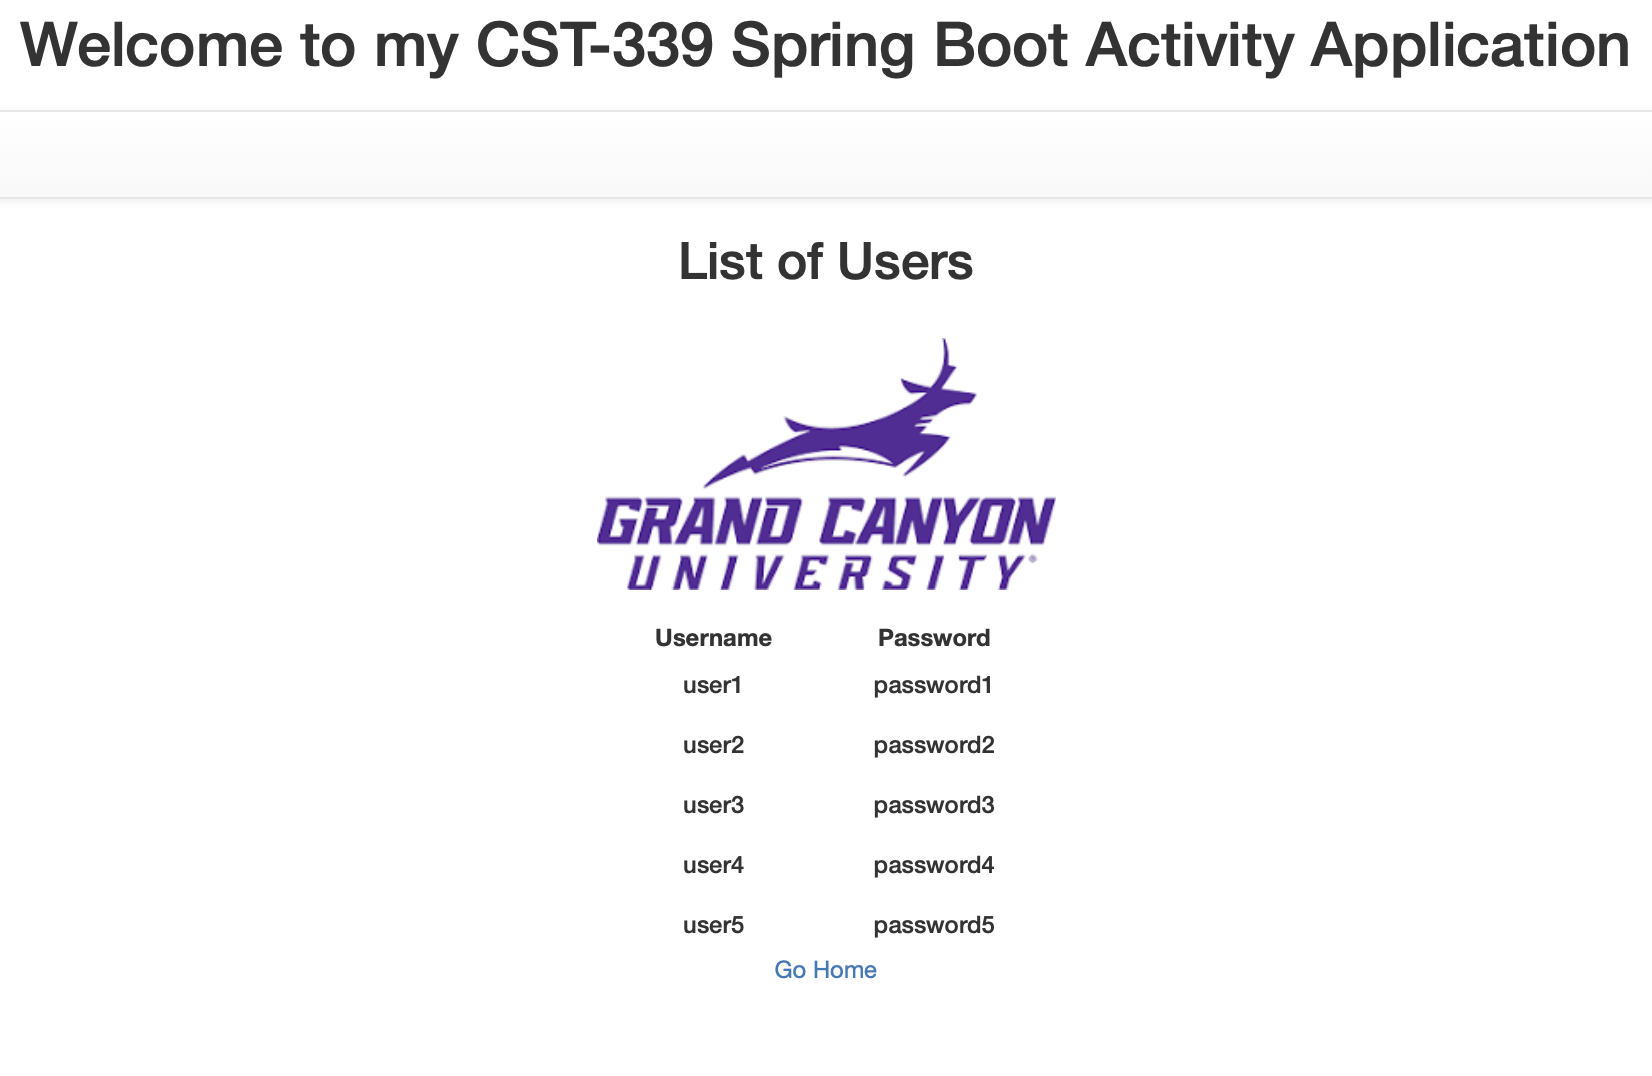 Welcome to my CST-339 Spring Boot Activity Application
List of Users
GRAND CANYON
UNIVERSITY®
Username Password
user1 password1
user2 password2
user3 password3
user4 password4
user5 password5
Go Home